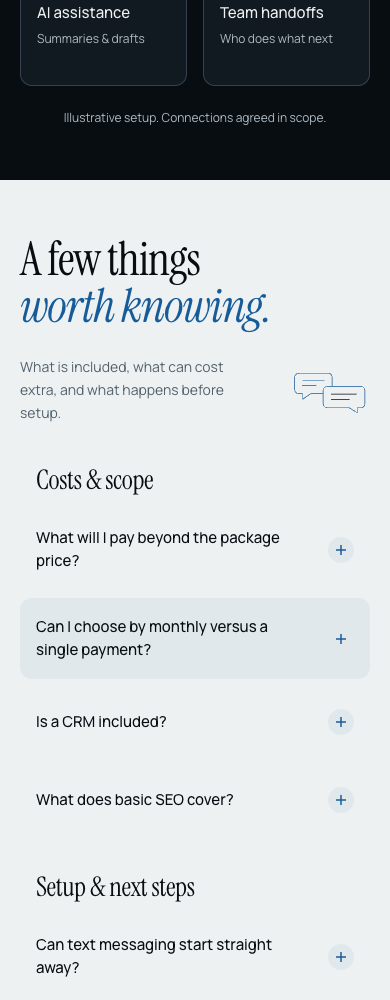 AI assistance
Summaries & drafts
Team handoffs
Who does what next
Illustrative setup. Connections agreed in scope.
A few things
worth knowing.
What is included, what can cost
extra, and what happens before
setup.
Costs & scope
What will I pay beyond the package
price?
Can I choose by monthly versus a
single payment?
Is a CRM included?
What does basic SEO cover?
Setup & next steps
Can text messaging start straight
away?